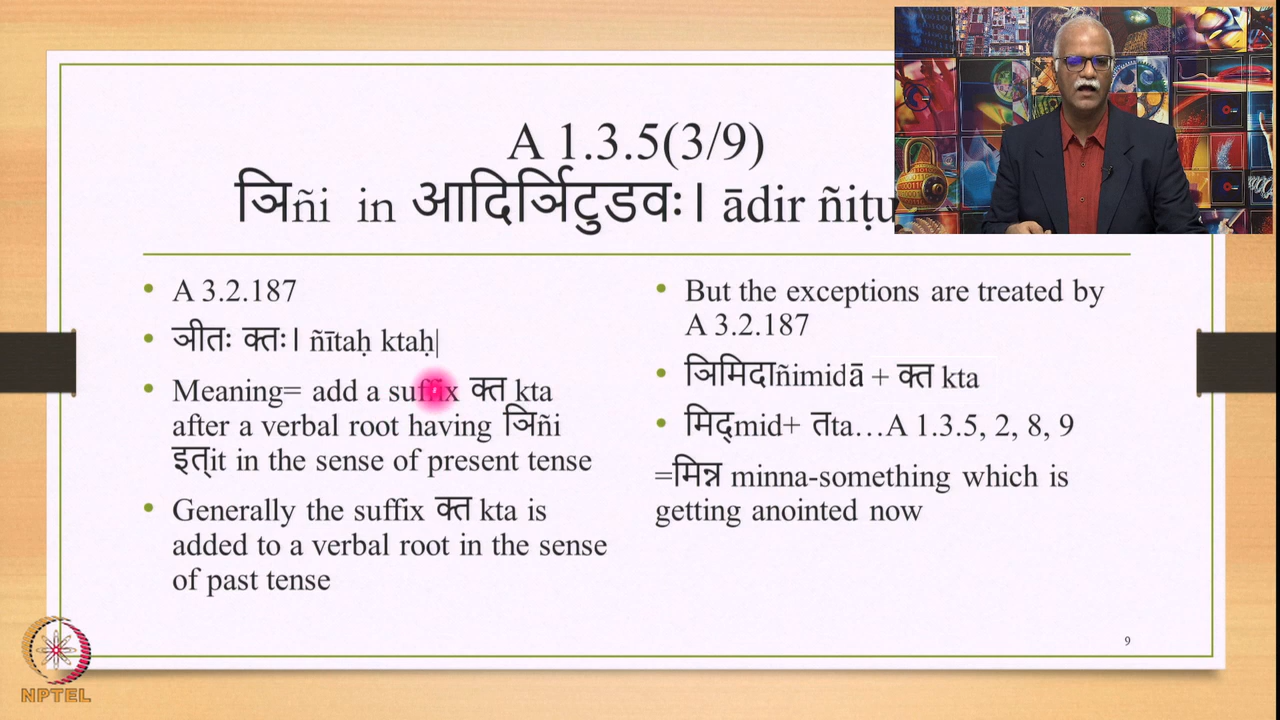 A 1.3.5(3/9)
ञिñi in आदिर्ञिटुडवः। ādir ñiṭu
A 3.2.187
ञीतः क्तः। ñītaḥ ktaḥ|
Meaning= add a suffix क्त kta
after a verbal root having ञिñi
इत्it in the sense of present tense
Generally the suffix क्त kta is
added to a verbal root in the sense
of past tense
But the exceptions are treated by
A 3.2.187
ञिमिदाñimidā + क्त kta
मिद्mid+ तta…A 1.3.5, 2, 8, 9
=मिन्न minna-something which is
getting anointed now
9
NPTEL